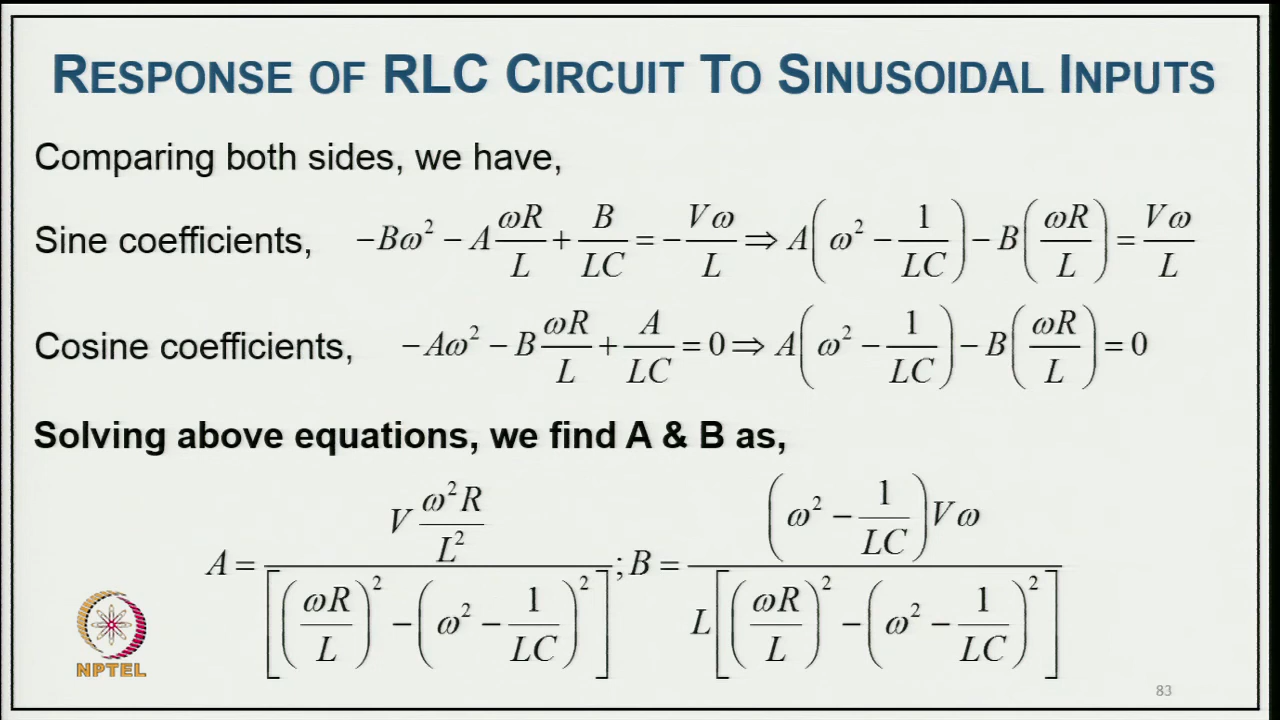 RESPONSE OF RLC CIRCUIT TO SINUSOIDAL INPUTS
Comparing both sides, we have,
Sine coefficients, −Bω² − A ωR/L + B/LC = − Vω/L ⇒ A(ω² − 1/LC) − B(ωR/L) = Vω/L
Cosine coefficients, −Aω² − B ωR/L + A/LC = 0 ⇒ A(ω² − 1/LC) − B(ωR/L) = 0
Solving above equations, we find A & B as,
A = V (ω²R/L²) / [(ωR/L)² − (ω² − 1/LC)²] ; B = (ω² − 1/LC)Vω / L[(ωR/L)² − (ω² − 1/LC)²]
NPTEL
83